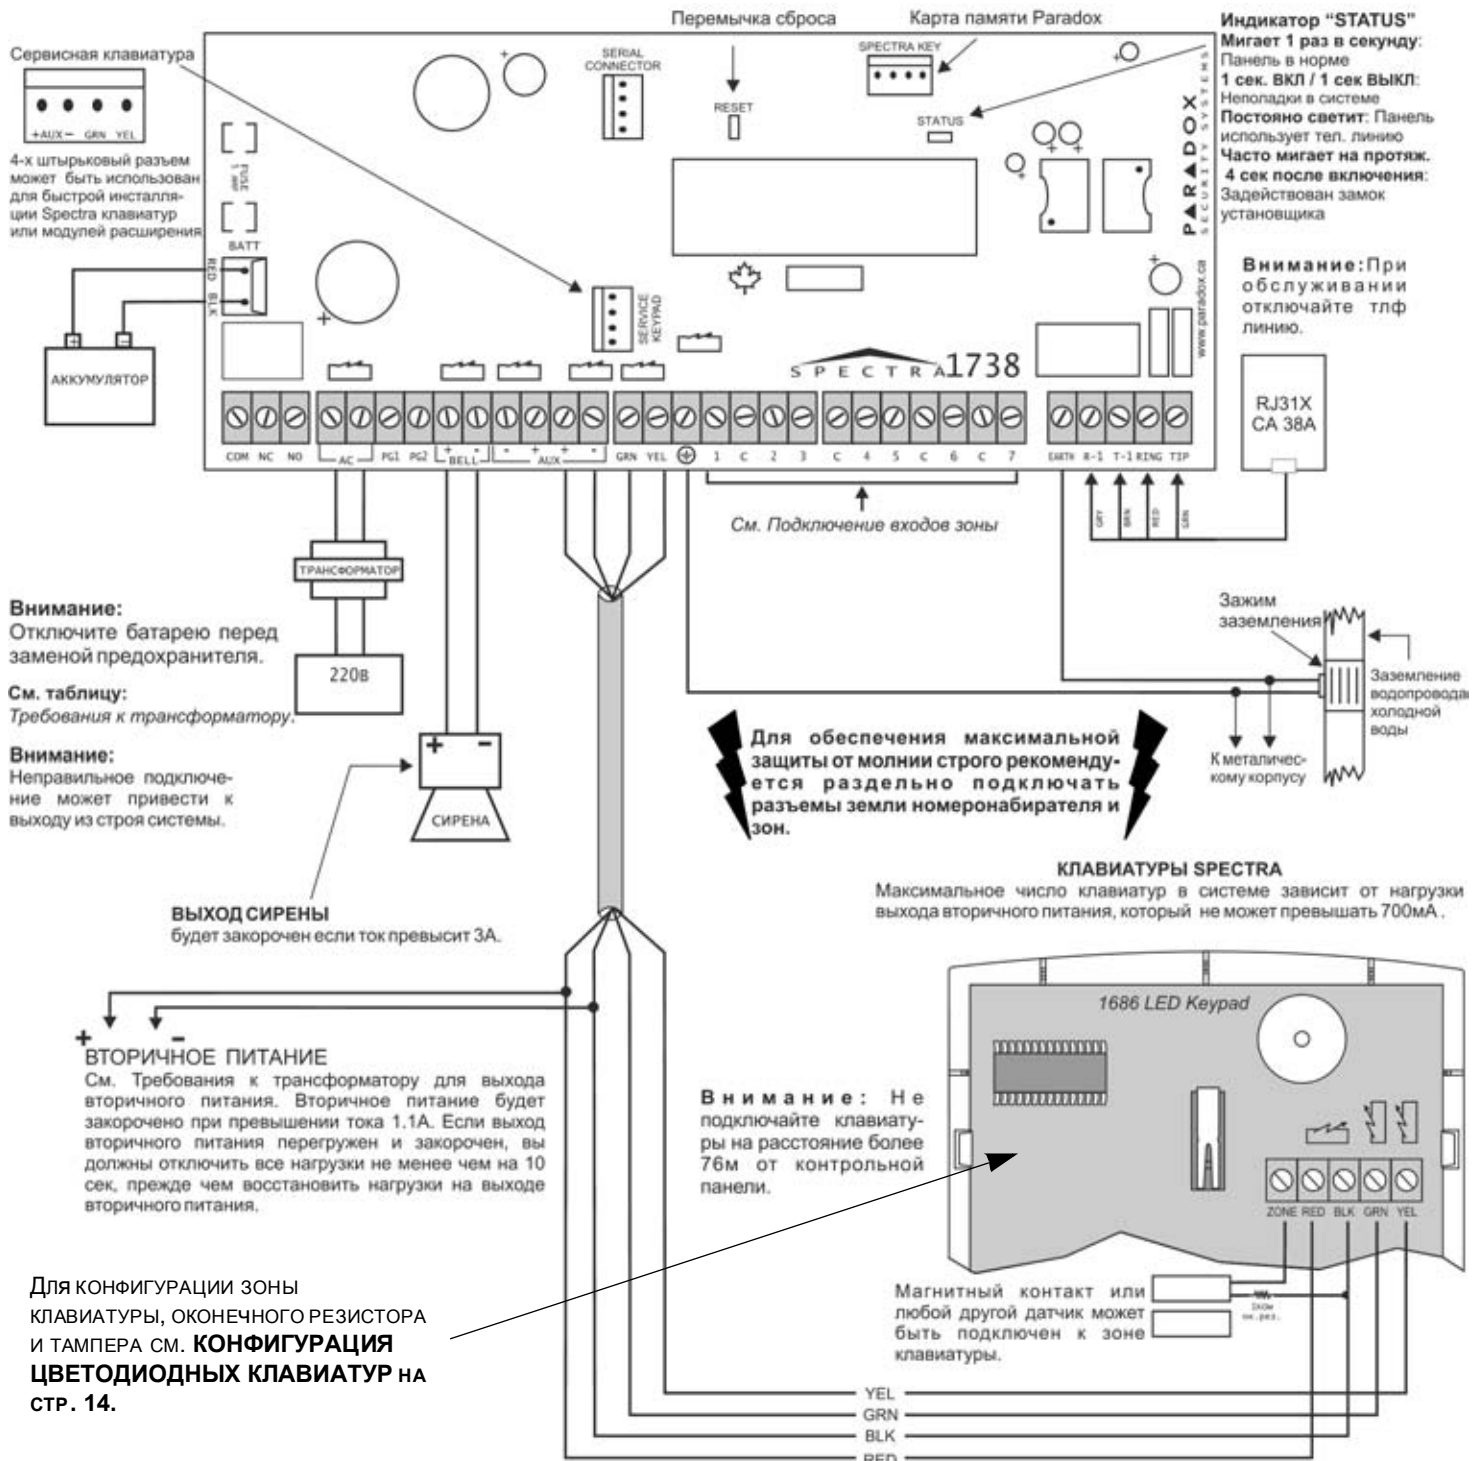 Перемычка сброса
Карта памяти Paradox
Индикатор “STATUS”
Мигает 1 раз в секунду:
Панель в норме
1 сек. ВКЛ / 1 сек ВЫКЛ:
Неполадки в системе
Постояно светит: Панель
использует тел. линию
Часто мигает на протяж.
4 сек после включения:
Задействован замок
установщика
Сервисная клавиатура
+AUX− GRN YEL
4-х штырьковый разъем
может быть использован
для быстрой инсталля-
ции Spectra клавиатур
или модулей расширения
SERIAL
CONNECTOR
RESET
SPECTRA KEY
STATUS
PARADOX
SECURITY SYSTEMS
www.paradox.ca
FUSE
BATT
RED
BLK
АККУМУЛЯТОР
SERVICE
KEYPAD
SPECTRA 1738
Внимание: При
обслуживании
отключайте тлф
линию.
RJ31X
CA 38A
COM NC NO AC PG1 PG2 + BELL - - + AUX + - GRN YEL 1 C 2 3 C 4 5 C 6 C 7 EARTH R-1 T-1 RING TIP
GRY BRN RED GRN
См. Подключение входов зоны
ТРАНСФОРМАТОР
220в
Внимание:
Отключите батарею перед
заменой предохранителя.
См. таблицу:
Требования к трансформатору.
Внимание:
Неправильное подключе-
ние может привести к
выходу из строя системы.
+ -
СИРЕНА
ВЫХОД СИРЕНЫ
будет закорочен если ток превысит 3А.
Зажим
заземления
Заземление
водопровода
холодной
воды
К металичес-
кому корпусу
Для обеспечения максимальной
защиты от молнии строго рекоменду-
ется раздельно подключать
разъемы земли номеронабирателя и
зон.
КЛАВИАТУРЫ SPECTRA
Максимальное число клавиатур в системе зависит от нагрузки
выхода вторичного питания, который не может превышать 700мА .
1686 LED Keypad
+ -
ВТОРИЧНОЕ ПИТАНИЕ
См. Требования к трансформатору для выхода
вторичного питания. Вторичное питание будет
закорочено при превышении тока 1.1А. Если выход
вторичного питания перегружен и закорочен, вы
должны отключить все нагрузки не менее чем на 10
сек, прежде чем восстановить нагрузки на выходе
вторичного питания.
Внимание: Не
подключайте клавиату-
ры на расстояние более
76м от контрольной
панели.
ZONE RED BLK GRN YEL
Магнитный контакт или
любой другой датчик может
быть подключен к зоне
клавиатуры.
1кОм
ок.рез.
Для конфигурации зоны
клавиатуры, оконечного резистора
и тампера см. КОНФИГУРАЦИЯ
ЦВЕТОДИОДНЫХ КЛАВИАТУР на
стр. 14.
YEL
GRN
BLK
RED